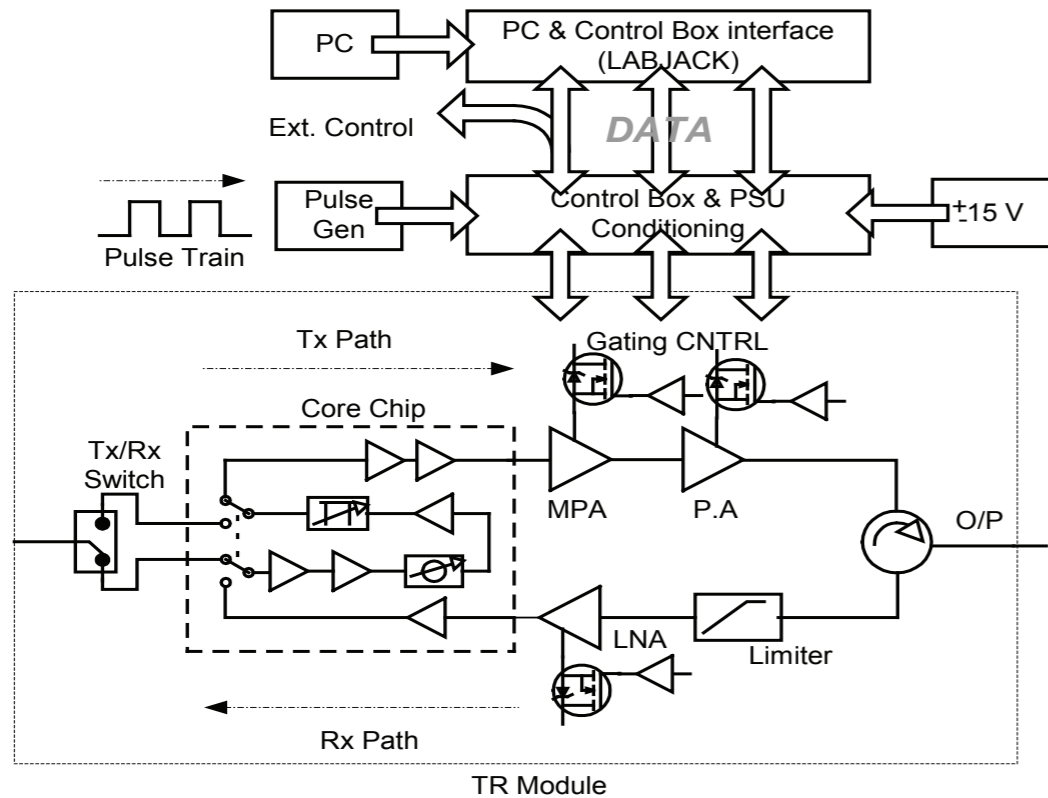 PC
PC & Control Box interface
(LABJACK)
Ext. Control
DATA
Pulse
Gen
Control Box & PSU
Conditioning
+-15 V
Pulse Train
Tx Path
Gating CNTRL
Core Chip
Tx/Rx
Switch
MPA
P.A
O/P
LNA
Limiter
Rx Path
TR Module